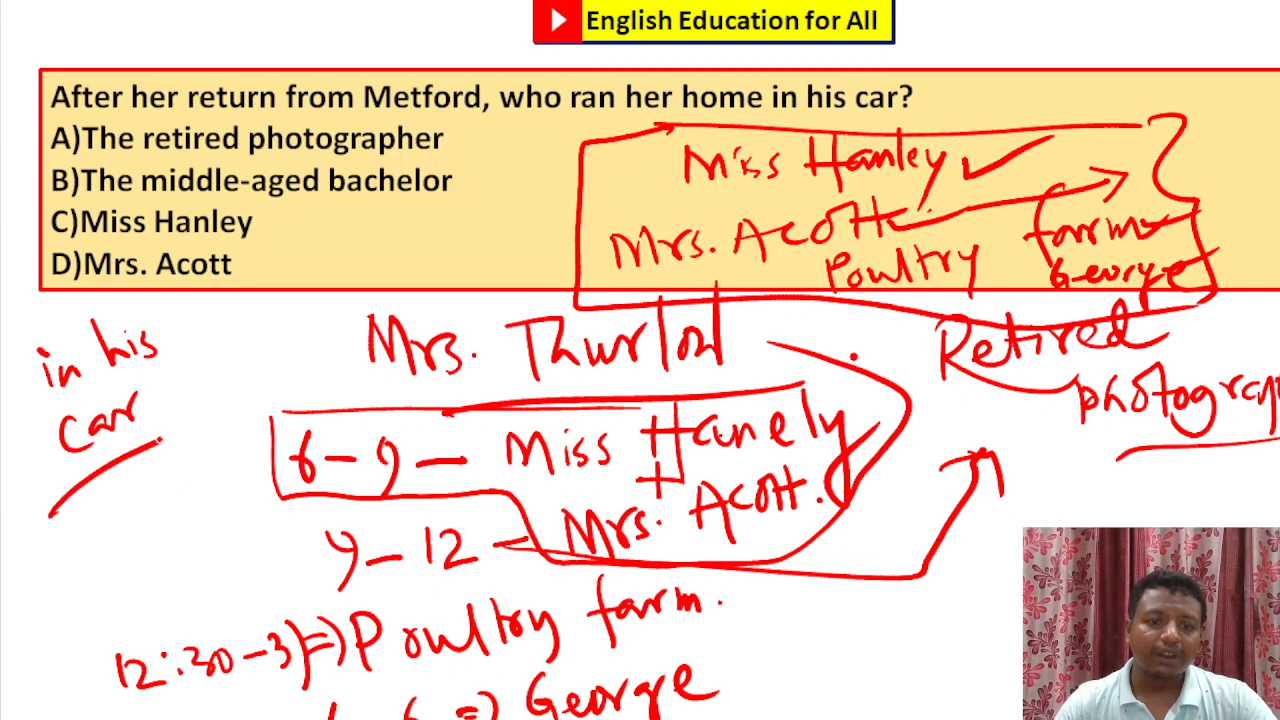 English Education for All
After her return from Metford, who ran her home in his car?
A)The retired photographer
B)The middle-aged bachelor
C)Miss Hanley
D)Mrs. Acott
Miss Hanley
Mrs. Acott
Poultry farm
George
in his
car
Mrs. Thurlow
Retired
photograp
6-9- Miss Hanely
+
Mrs. Acott.
9-12-
12:30-3)=) Poultry farm.
6 =) George